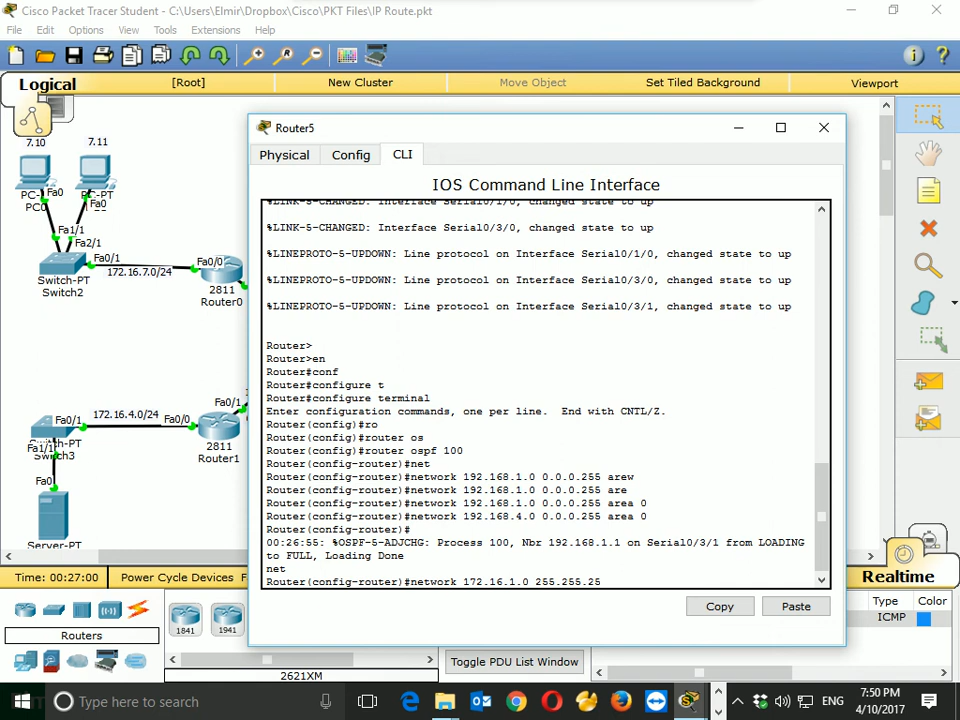 Cisco Packet Tracer Student - C:\Users\Elmir\Dropbox\Cisco\PKT Files\IP Route.pkt
File Edit Options View Tools Extensions Help
Logical [Root] New Cluster Move Object Set Tiled Background Viewport
7.10 7.11
Fa0
PC-PT
PC0
Fa0
Fa1/1
Fa2/1
Fa0/1
172.16.7.0/24
Fa0/0
Switch-PT
Switch2
2811
Router0
172.16.4.0/24
Fa0/1
Fa0/0
Fa1/1
Switch3
2811
Router1
Fa0
Server-PT
Router5
Physical Config CLI
IOS Command Line Interface
%LINK-5-CHANGED: Interface Serial0/1/0, changed state to up
%LINK-5-CHANGED: Interface Serial0/3/0, changed state to up
%LINEPROTO-5-UPDOWN: Line protocol on Interface Serial0/1/0, changed state to up
%LINEPROTO-5-UPDOWN: Line protocol on Interface Serial0/3/0, changed state to up
%LINEPROTO-5-UPDOWN: Line protocol on Interface Serial0/3/1, changed state to up
Router>
Router>en
Router#conf
Router#configure t
Router#configure terminal
Enter configuration commands, one per line.  End with CNTL/Z.
Router(config)#ro
Router(config)#router os
Router(config)#router ospf 100
Router(config-router)#net
Router(config-router)#network 192.168.1.0 0.0.0.255 arew
Router(config-router)#network 192.168.1.0 0.0.0.255 are
Router(config-router)#network 192.168.1.0 0.0.0.255 area 0
Router(config-router)#network 192.168.4.0 0.0.0.255 area 0
Router(config-router)#
00:26:55: %OSPF-5-ADJCHG: Process 100, Nbr 192.168.1.1 on Serial0/3/1 from LOADING
to FULL, Loading Done
net
Router(config-router)#network 172.16.1.0 255.255.25
Copy Paste
Time: 00:27:00 Power Cycle Devices F
Realtime
Routers
1841 1941
2621XM
Toggle PDU List Window
Type Color
ICMP
Type here to search
ENG
7:50 PM
4/10/2017